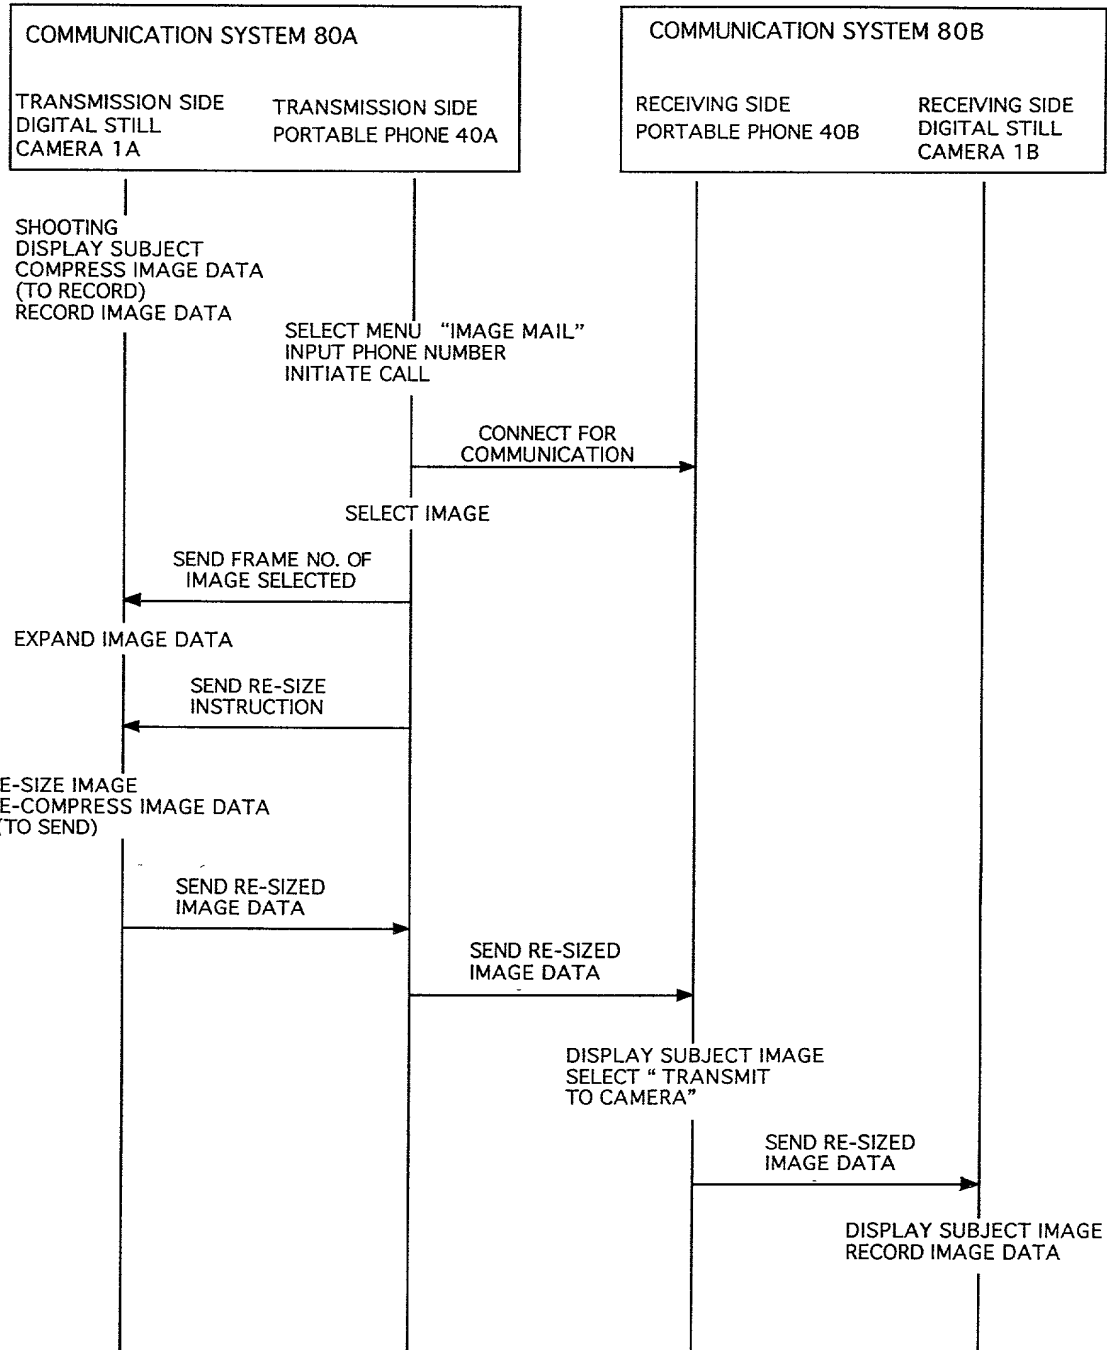 COMMUNICATION SYSTEM 80A
COMMUNICATION SYSTEM 80B
TRANSMISSION SIDE
DIGITAL STILL
CAMERA 1A
TRANSMISSION SIDE
PORTABLE PHONE 40A
RECEIVING SIDE
PORTABLE PHONE 40B
RECEIVING SIDE
DIGITAL STILL
CAMERA 1B
SHOOTING
DISPLAY SUBJECT
COMPRESS IMAGE DATA
(TO RECORD)
RECORD IMAGE DATA
SELECT MENU “IMAGE MAIL”
INPUT PHONE NUMBER
INITIATE CALL
CONNECT FOR
COMMUNICATION
SELECT IMAGE
SEND FRAME NO. OF
IMAGE SELECTED
EXPAND IMAGE DATA
SEND RE-SIZE
INSTRUCTION
E-SIZE IMAGE
E-COMPRESS IMAGE DATA
(TO SEND)
SEND RE-SIZED
IMAGE DATA
SEND RE-SIZED
IMAGE DATA
DISPLAY SUBJECT IMAGE
SELECT “ TRANSMIT
TO CAMERA”
SEND RE-SIZED
IMAGE DATA
DISPLAY SUBJECT IMAGE
RECORD IMAGE DATA